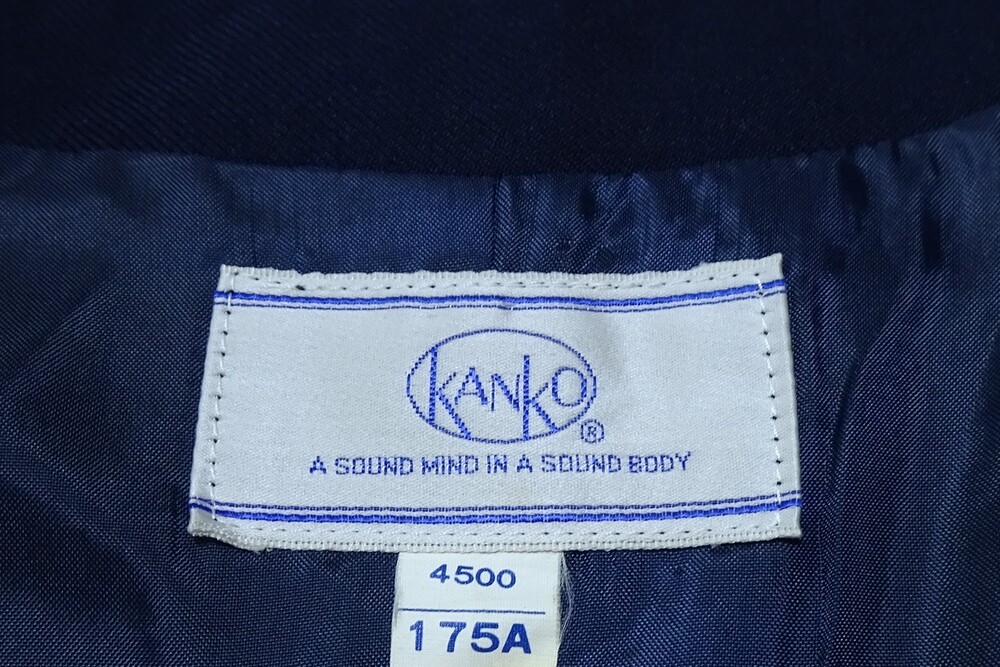 KANKO
®
A SOUND MIND IN A SOUND BODY
4500
175A